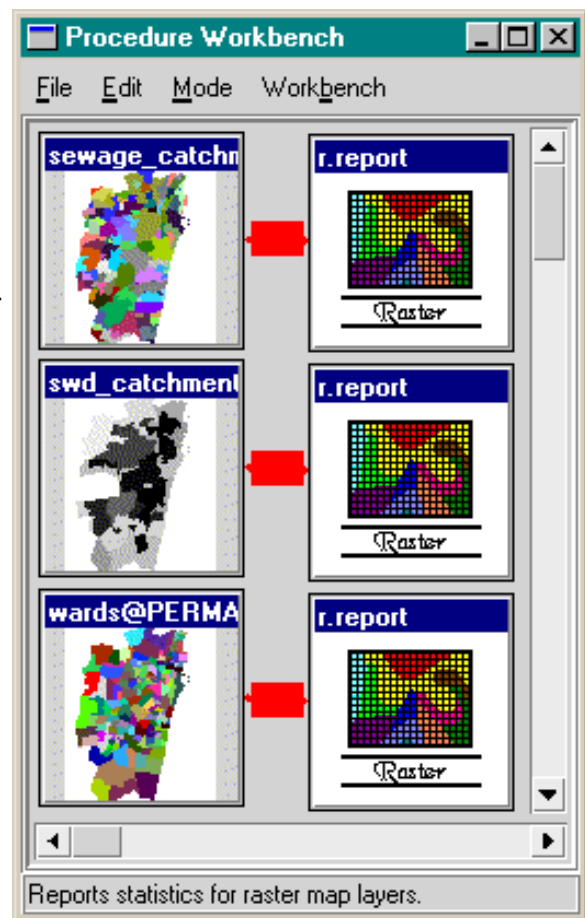 Procedure Workbench
File Edit Mode Workbench
sewage_catchm
r.report
Raster
swd_catchment
r.report
Raster
wards@PERMA
r.report
Raster
Reports statistics for raster map layers.